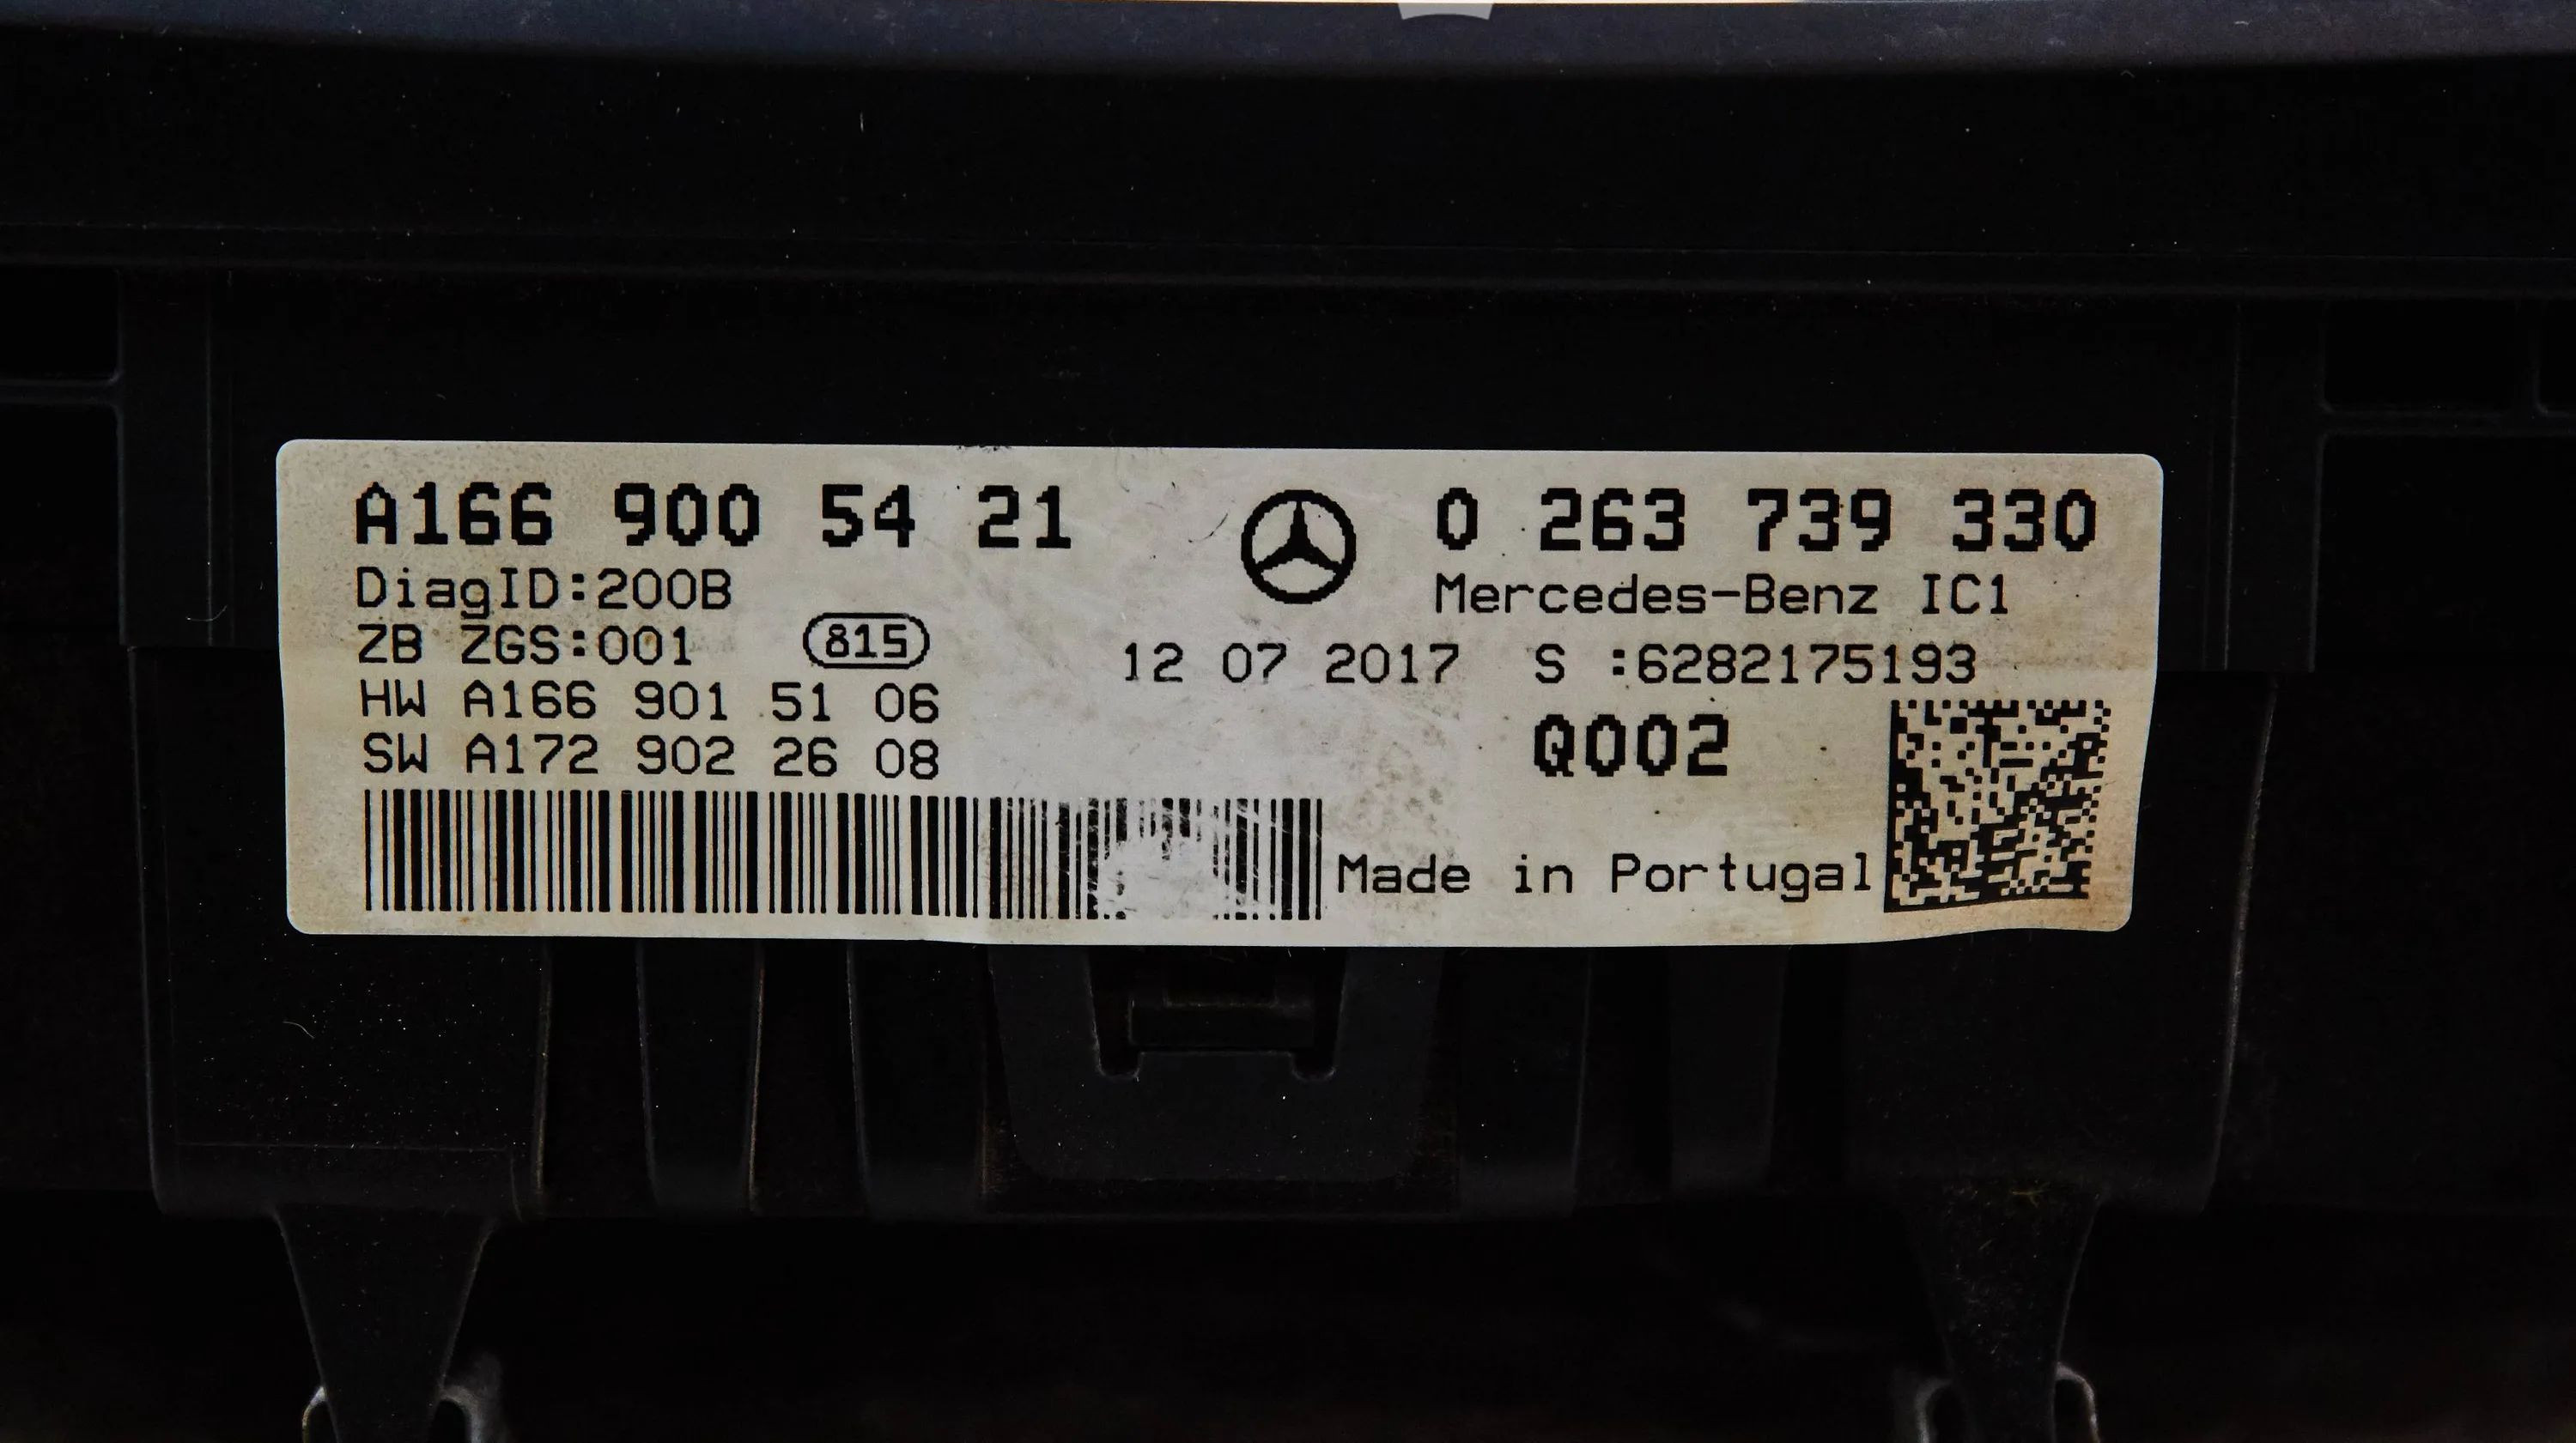 A166 900 54 21
DiagID:200B
ZB ZGS:001 815
HW A166 901 51 06
SW A172 902 26 08
0 263 739 330
Mercedes-Benz IC1
12 07 2017 S :6282175193
Q002
Made in Portugal